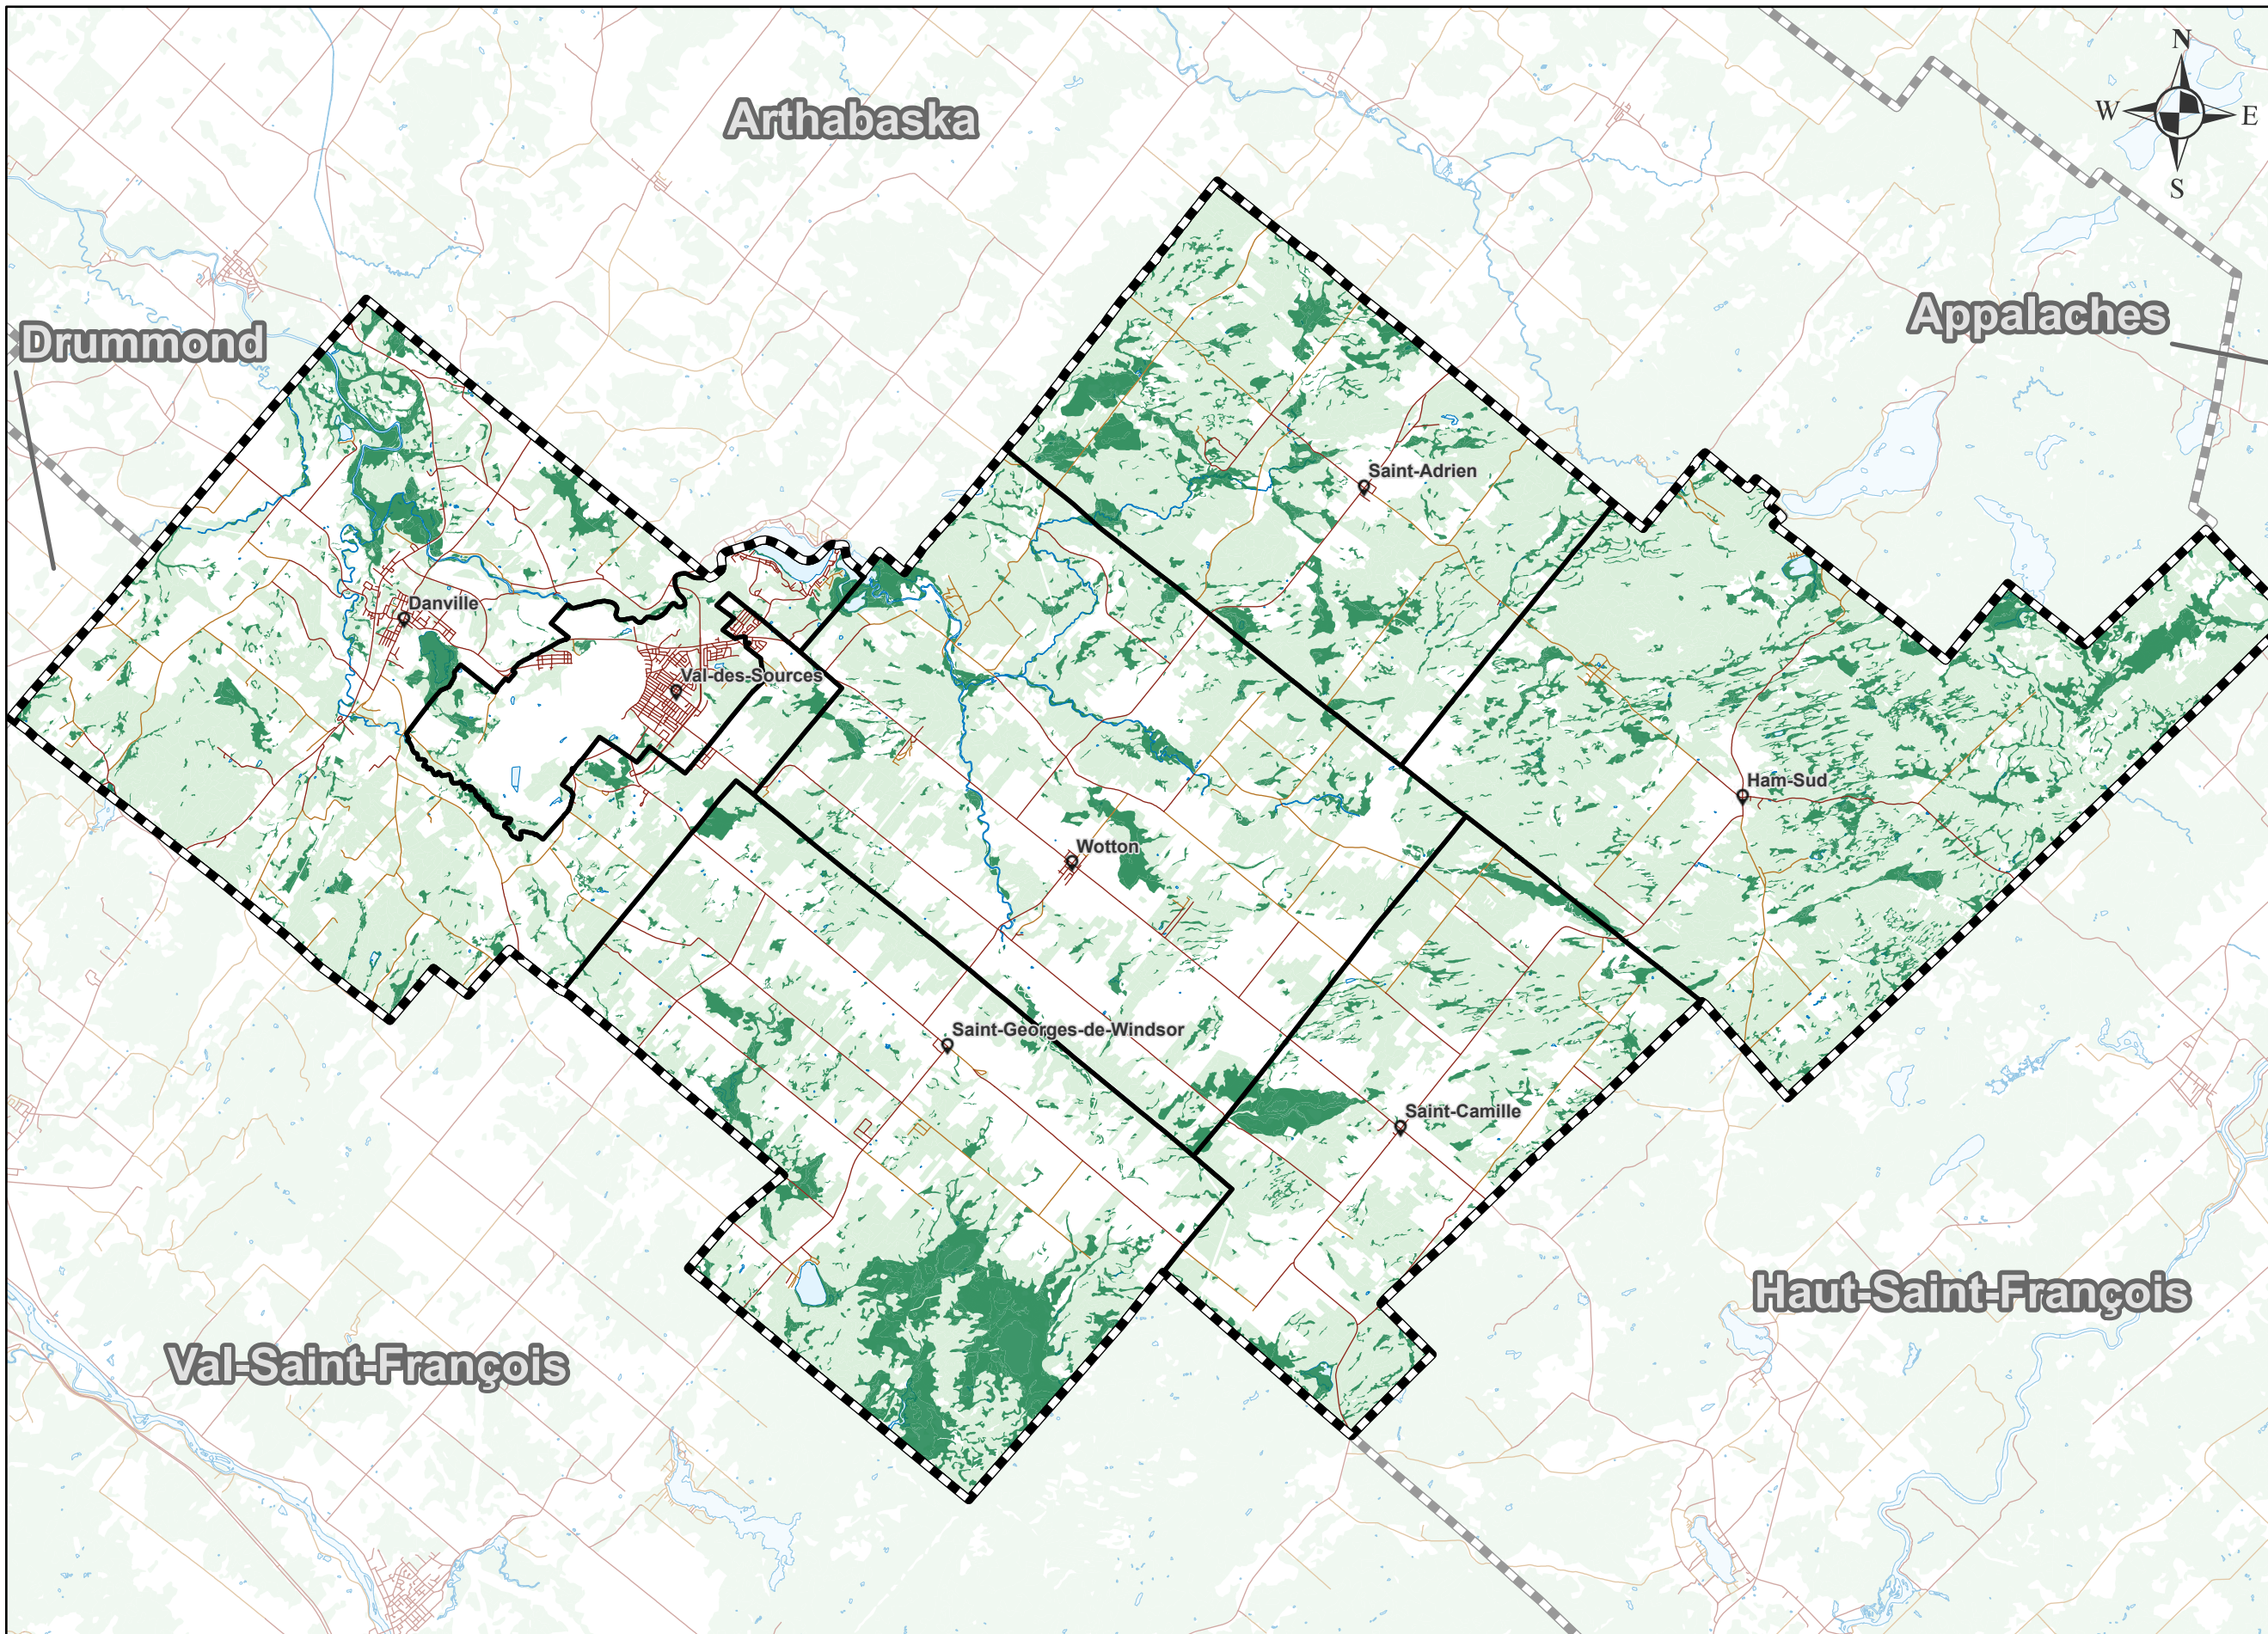 N
W
E
S
Arthabaska
Appalaches
Drummond
Saint-Adrien
Danville
Val-des-Sources
Ham-Sud
Wotton
Saint-Georges-de-Windsor
Saint-Camille
Haut-Saint-François
Val-Saint-François